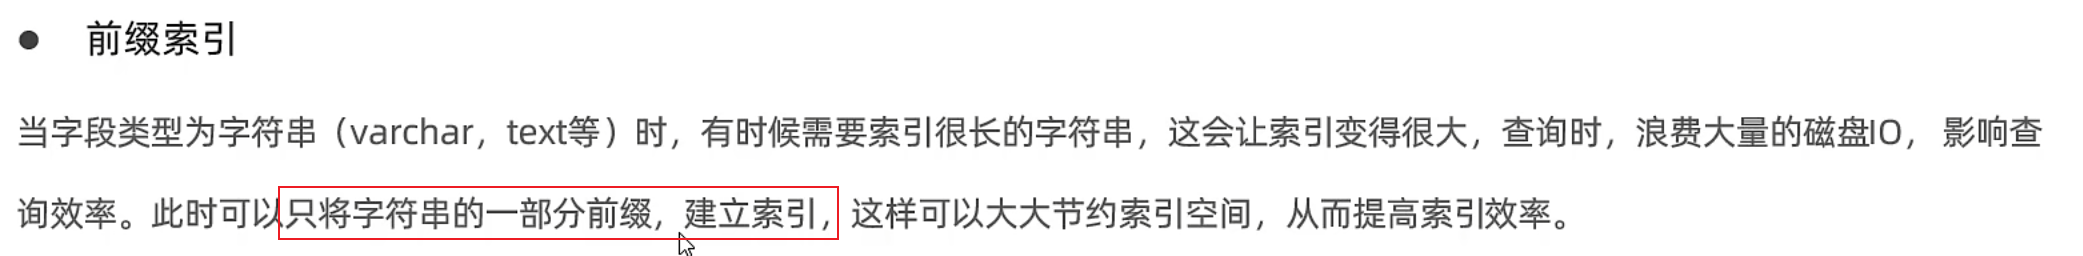 ● 前缀索引
当字段类型为字符串（varchar，text等）时，有时候需要索引很长的字符串，这会让索引变得很大，查询时，浪费大量的磁盘IO， 影响查
询效率。此时可以只将字符串的一部分前缀，建立索引，这样可以大大节约索引空间，从而提高索引效率。